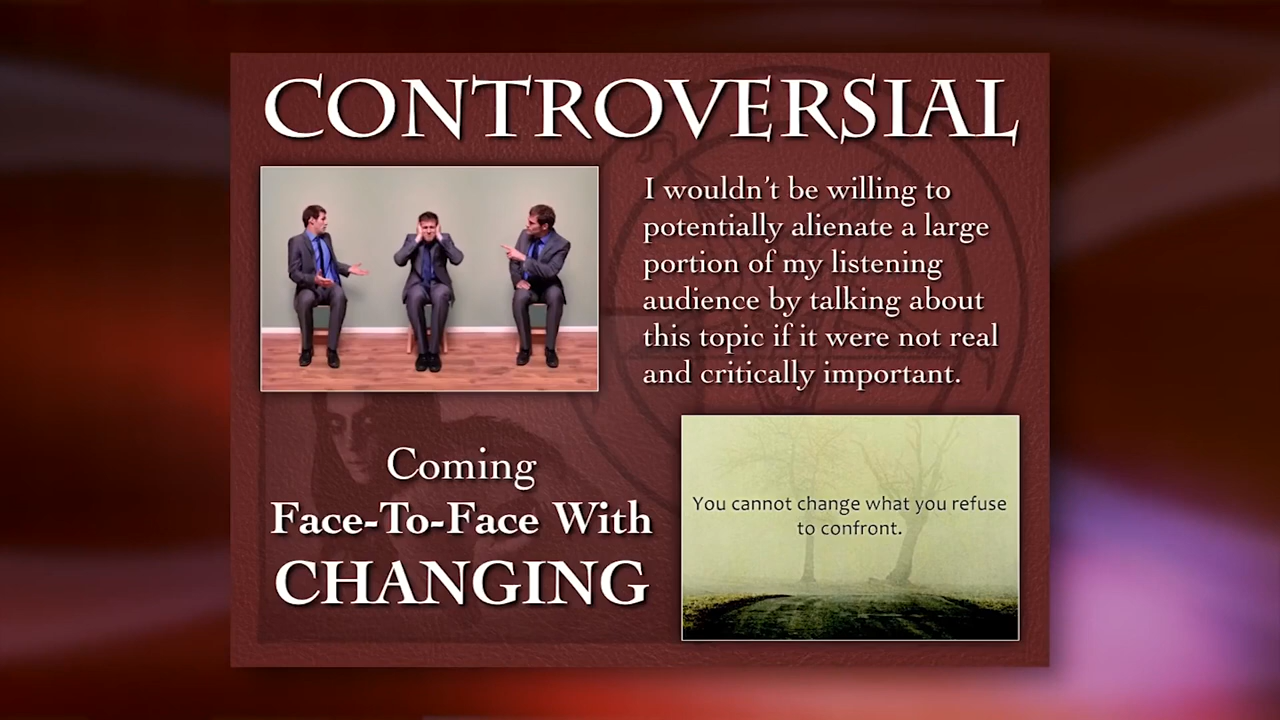 CONTROVERSIAL
I wouldn't be willing to
potentially alienate a large
portion of my listening
audience by talking about
this topic if it were not real
and critically important.
Coming
Face-To-Face With
CHANGING
You cannot change what you refuse
to confront.